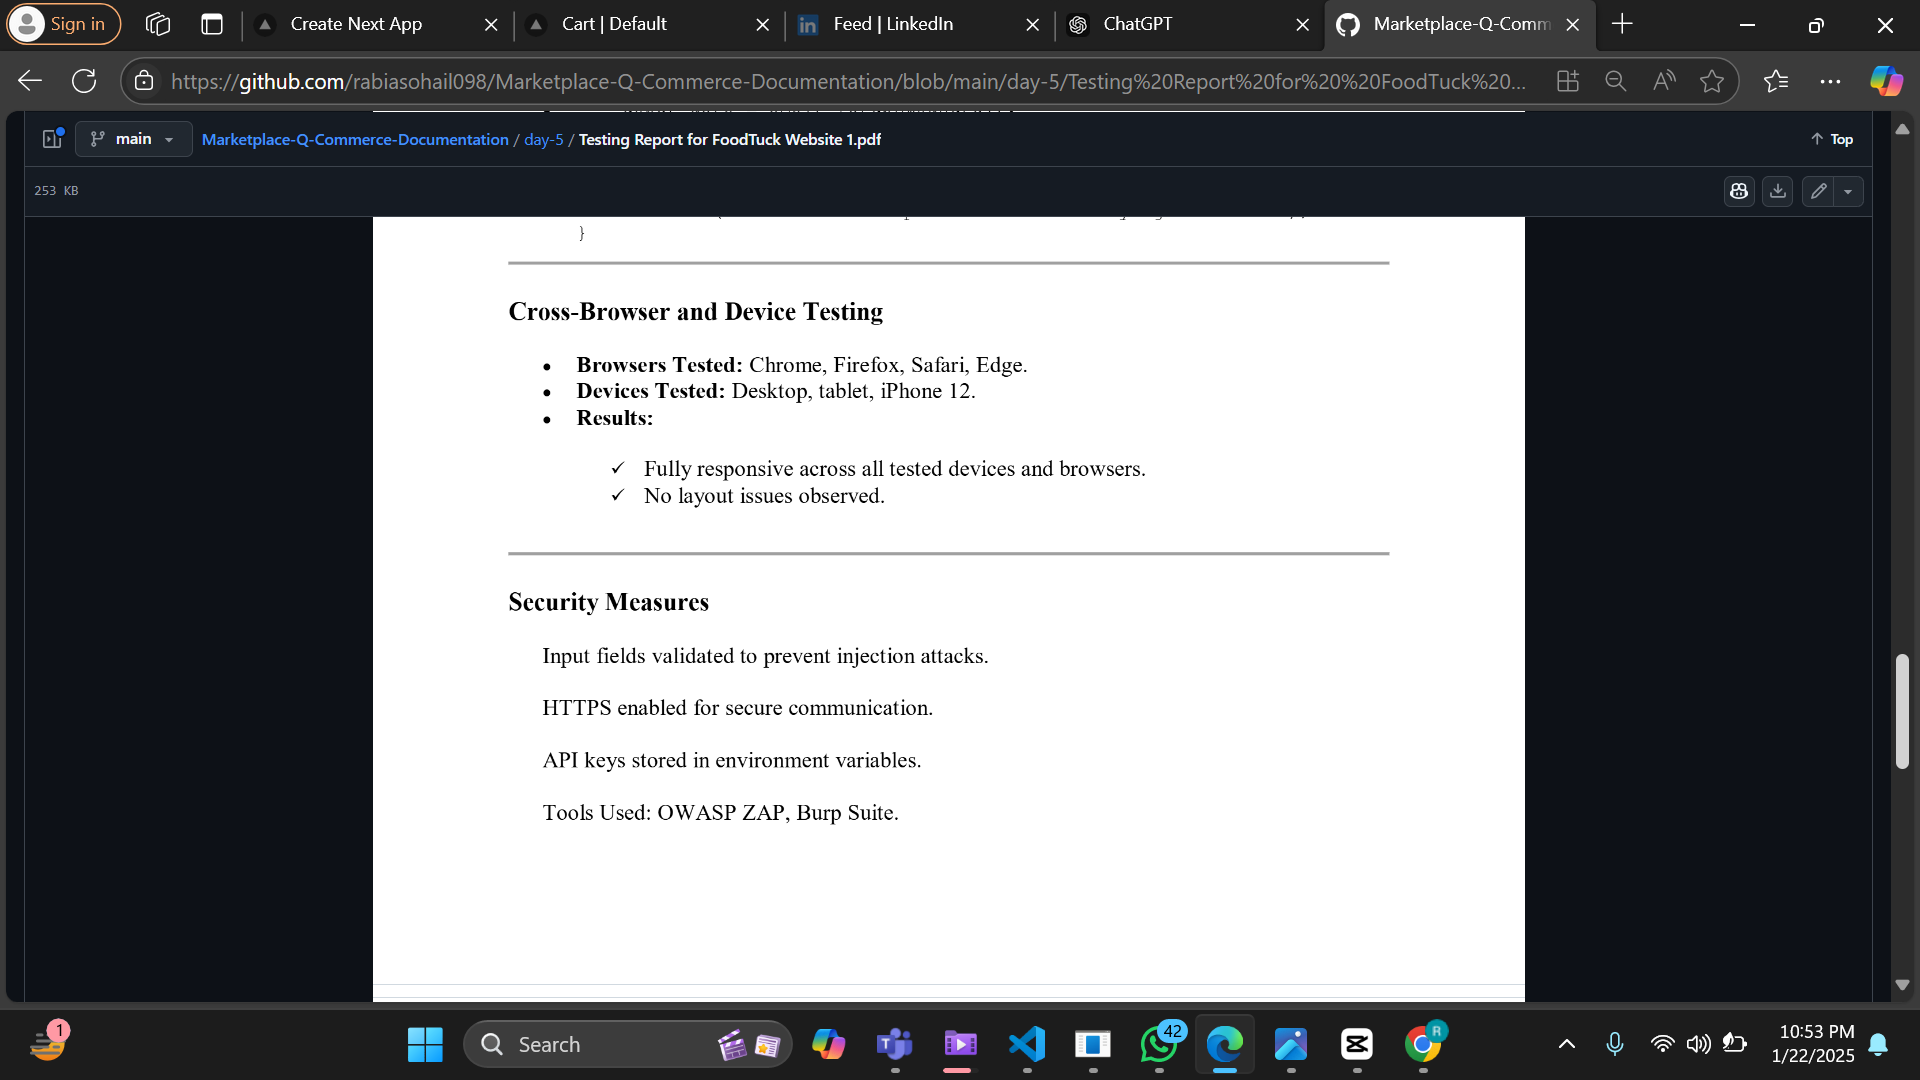 Sign in
Create Next App
Cart | Default
Feed | LinkedIn
ChatGPT
Marketplace-Q-Comm
https://github.com/rabiasohail098/Marketplace-Q-Commerce-Documentation/blob/main/day-5/Testing%20Report%20for%20%20FoodTuck%20...
main
Marketplace-Q-Commerce-Documentation / day-5 / Testing Report for FoodTuck Website 1.pdf
Top
253 KB
}
Cross-Browser and Device Testing
• Browsers Tested: Chrome, Firefox, Safari, Edge.
• Devices Tested: Desktop, tablet, iPhone 12.
• Results:
✓ Fully responsive across all tested devices and browsers.
✓ No layout issues observed.
Security Measures
Input fields validated to prevent injection attacks.
HTTPS enabled for secure communication.
API keys stored in environment variables.
Tools Used: OWASP ZAP, Burp Suite.
1
Search
42
R
10:53 PM
1/22/2025